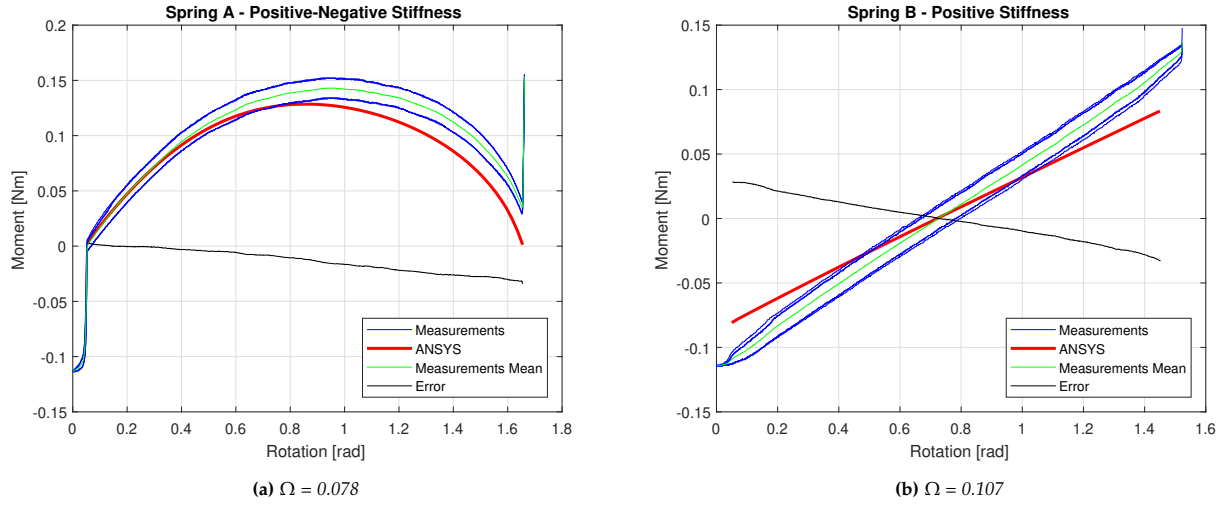 Spring A - Positive-Negative Stiffness
0.2
0.15
0.1
0.05
0
-0.05
-0.1
-0.15
Moment [Nm]
Measurements
ANSYS
Measurements Mean
Error
0 0.2 0.4 0.6 0.8 1 1.2 1.4 1.6 1.8
Rotation [rad]
(a) Ω = 0.078
Spring B - Positive Stiffness
0.15
0.1
0.05
0
-0.05
-0.1
-0.15
Moment [Nm]
Measurements
ANSYS
Measurements Mean
Error
0 0.2 0.4 0.6 0.8 1 1.2 1.4 1.6
Rotation [rad]
(b) Ω = 0.107